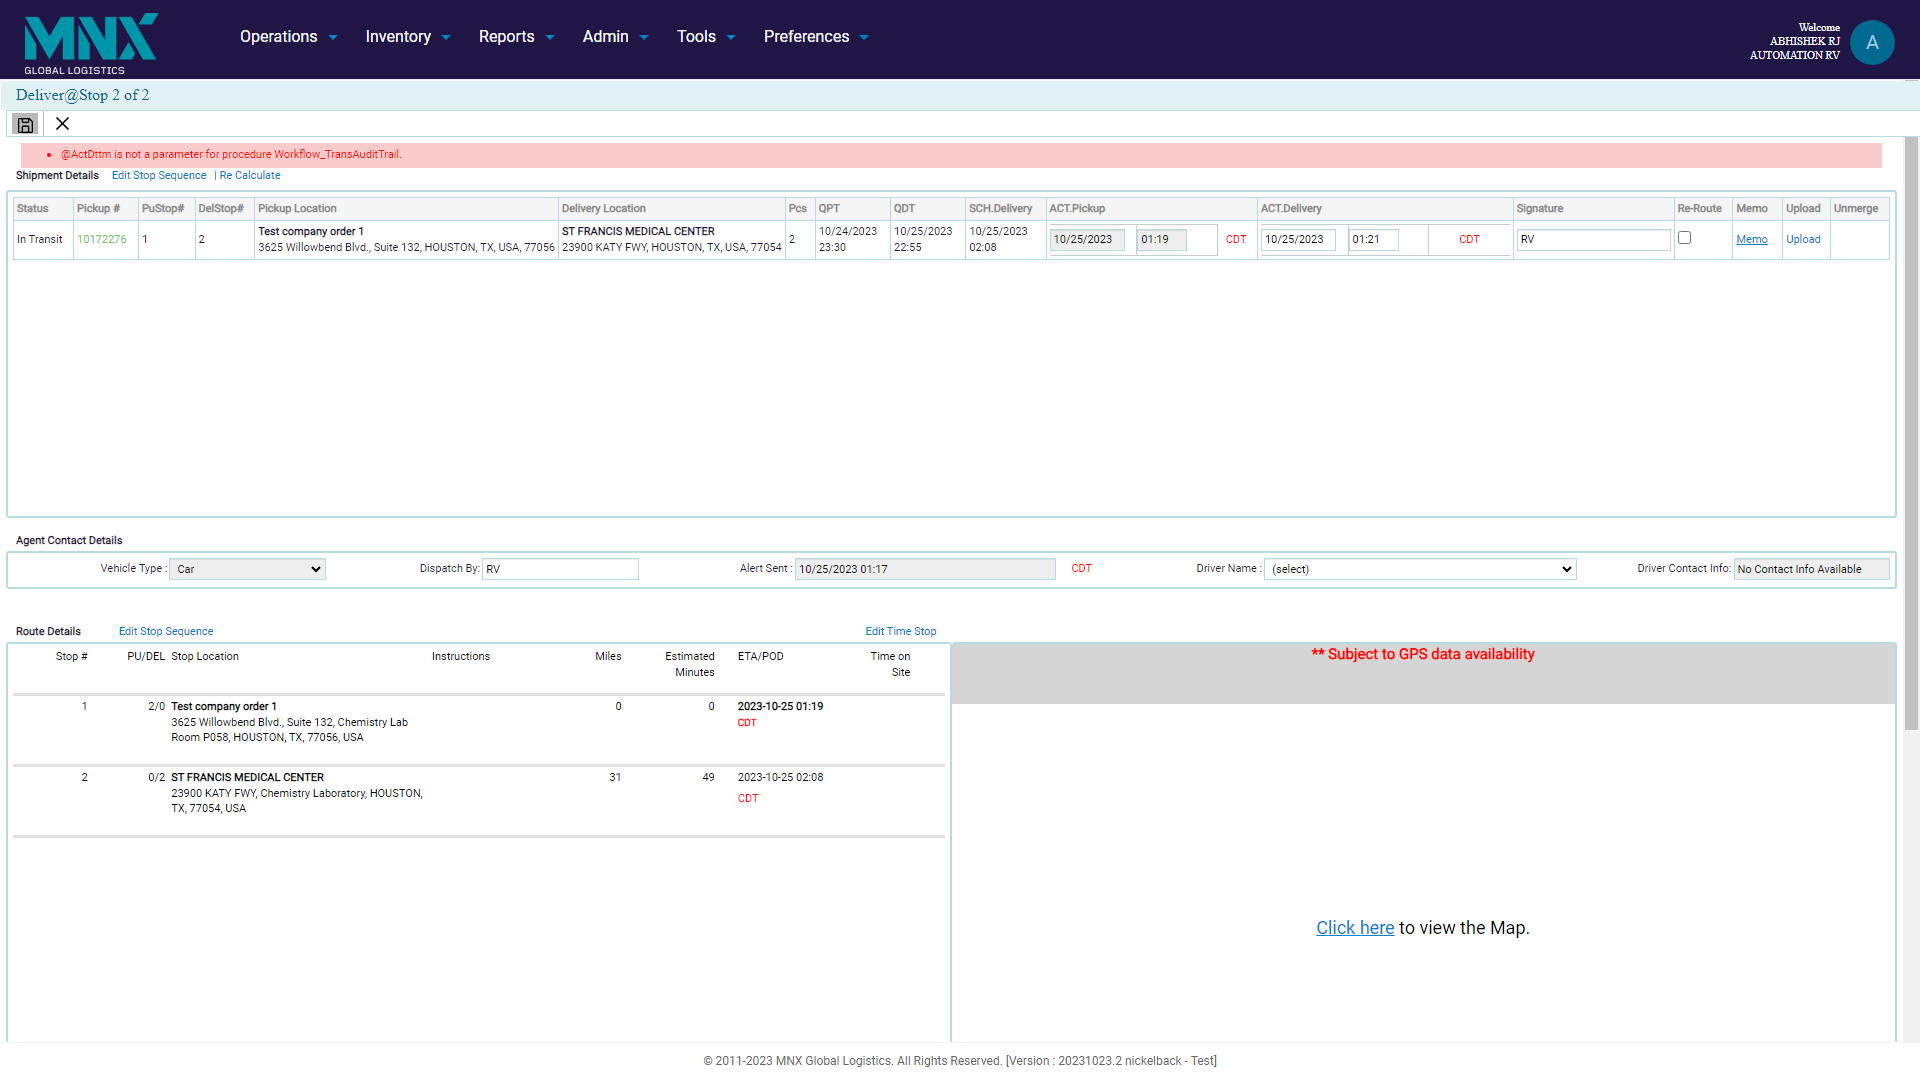 MNX
GLOBAL LOGISTICS
Operations Inventory Reports Admin Tools Preferences
Welcome
ABHISHEK RJ
AUTOMATION RV
A
Deliver@Stop 2 of 2
@ActDttm is not a parameter for procedure Workflow_TransAuditTrail.
Shipment Details Edit Stop Sequence | Re Calculate
Status Pickup # PuStop# DelStop# Pickup Location Delivery Location Pcs QPT QDT SCH.Delivery ACT.Pickup ACT.Delivery Signature Re-Route Memo Upload Unmerge
In Transit 10172276 1 2 Test company order 1 ST FRANCIS MEDICAL CENTER 2 10/24/2023 10/25/2023 10/25/2023 10/25/2023 01:19 CDT 10/25/2023 01:21 CDT RV Memo Upload
3625 Willowbend Blvd., Suite 132, HOUSTON, TX, USA, 77056 23900 KATY FWY, HOUSTON, TX, USA, 77054 23:30 22:55 02:08
Agent Contact Details
Vehicle Type : Car Dispatch By: RV Alert Sent : 10/25/2023 01:17 CDT Driver Name : (select) Driver Contact Info: No Contact Info Available
Route Details Edit Stop Sequence Edit Time Stop
Stop # PU/DEL Stop Location Instructions Miles Estimated ETA/POD Time on
Minutes Site
1 2/0 Test company order 1 0 0 2023-10-25 01:19
3625 Willowbend Blvd., Suite 132, Chemistry Lab CDT
Room P058, HOUSTON, TX, 77056, USA
2 0/2 ST FRANCIS MEDICAL CENTER 31 49 2023-10-25 02:08
23900 KATY FWY, Chemistry Laboratory, HOUSTON, CDT
TX, 77054, USA
** Subject to GPS data availability
Click here to view the Map.
© 2011-2023 MNX Global Logistics. All Rights Reserved. [Version : 20231023.2 nickelback - Test]